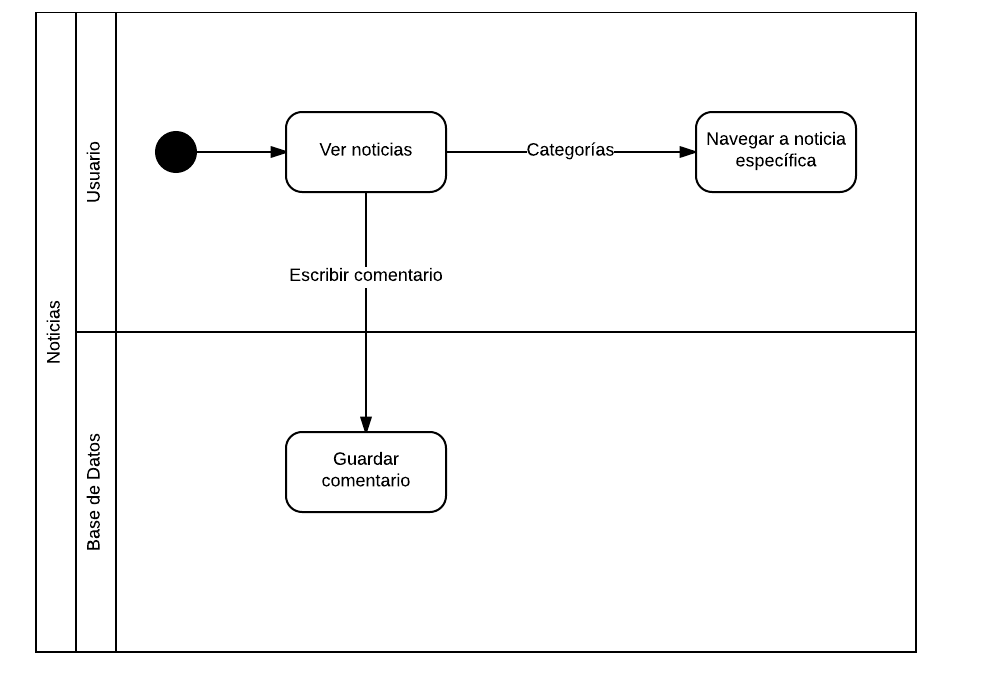 Noticias
Usuario
Ver noticias
Categorías
Navegar a noticia
específica
Escribir comentario
Base de Datos
Guardar
comentario